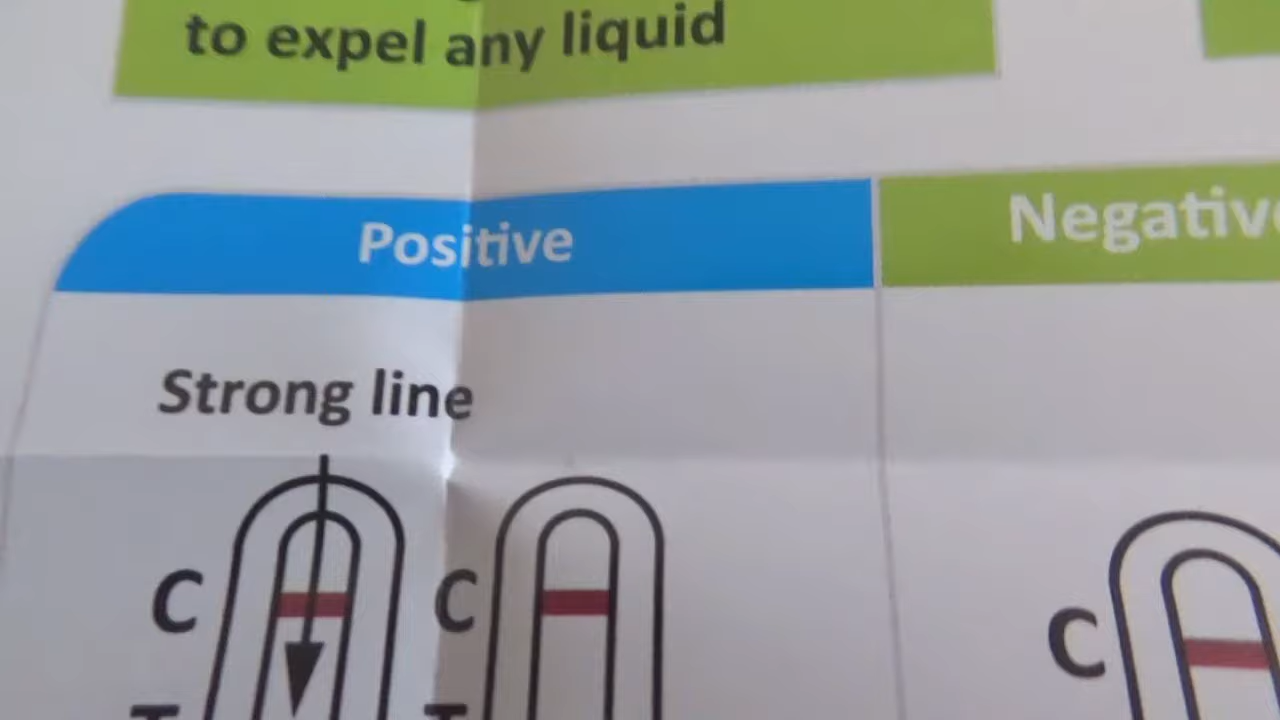 to expel any liquid
Positive
Negative
Strong line
C
C
C
T
T